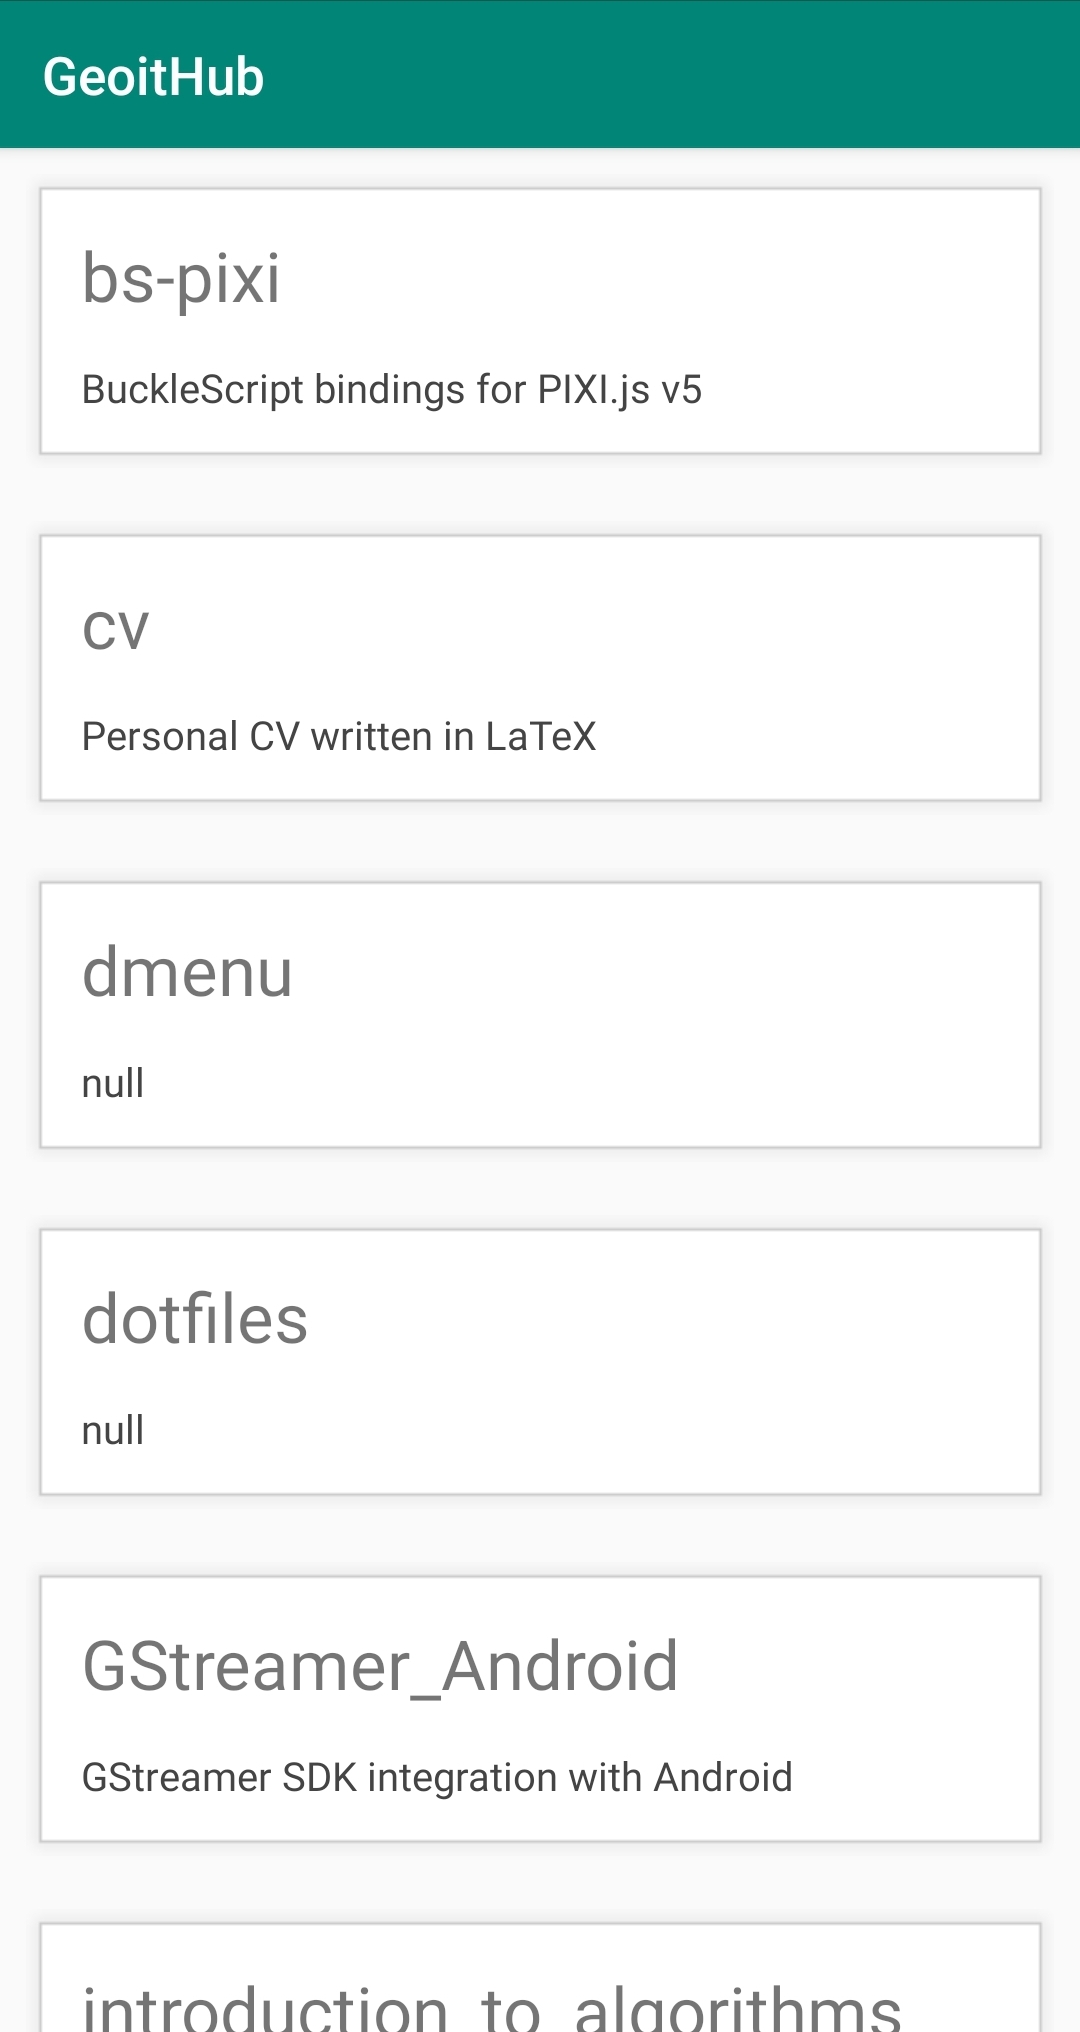 GeoitHub
bs-pixi
BuckleScript bindings for PIXI.js v5
cv
Personal CV written in LaTeX
dmenu
null
dotfiles
null
GStreamer_Android
GStreamer SDK integration with Android
introduction_to_algorithms